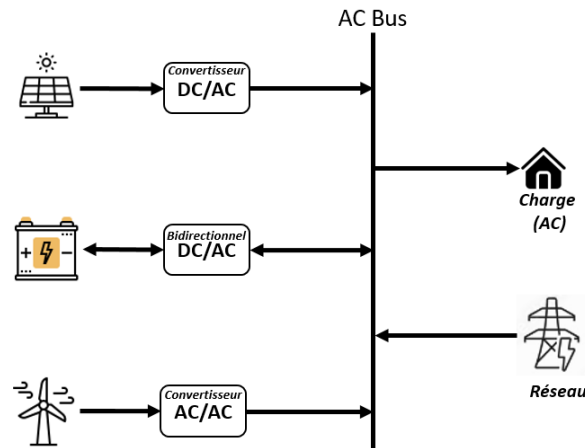 AC Bus
Convertisseur
DC/AC
Charge
(AC)
Bidirectionnel
DC/AC
+ −
Réseau
Convertisseur
AC/AC